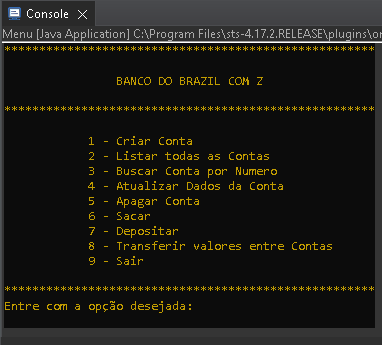 Console
Menu [Java Application] C:\Program Files\sts-4.17.2.RELEASE\plugins\or
*****************************************************
BANCO DO BRAZIL COM Z
*****************************************************
1 - Criar Conta
2 - Listar todas as Contas
3 - Buscar Conta por Numero
4 - Atualizar Dados da Conta
5 - Apagar Conta
6 - Sacar
7 - Depositar
8 - Transferir valores entre Contas
9 - Sair
*****************************************************
Entre com a opção desejada: